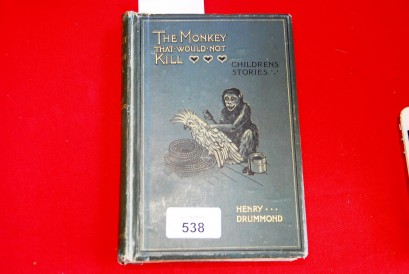 THE MONKEY
THAT·WOULD·NOT
KILL
CHILDRENS
STORIES
538
HENRY···
DRUMMOND